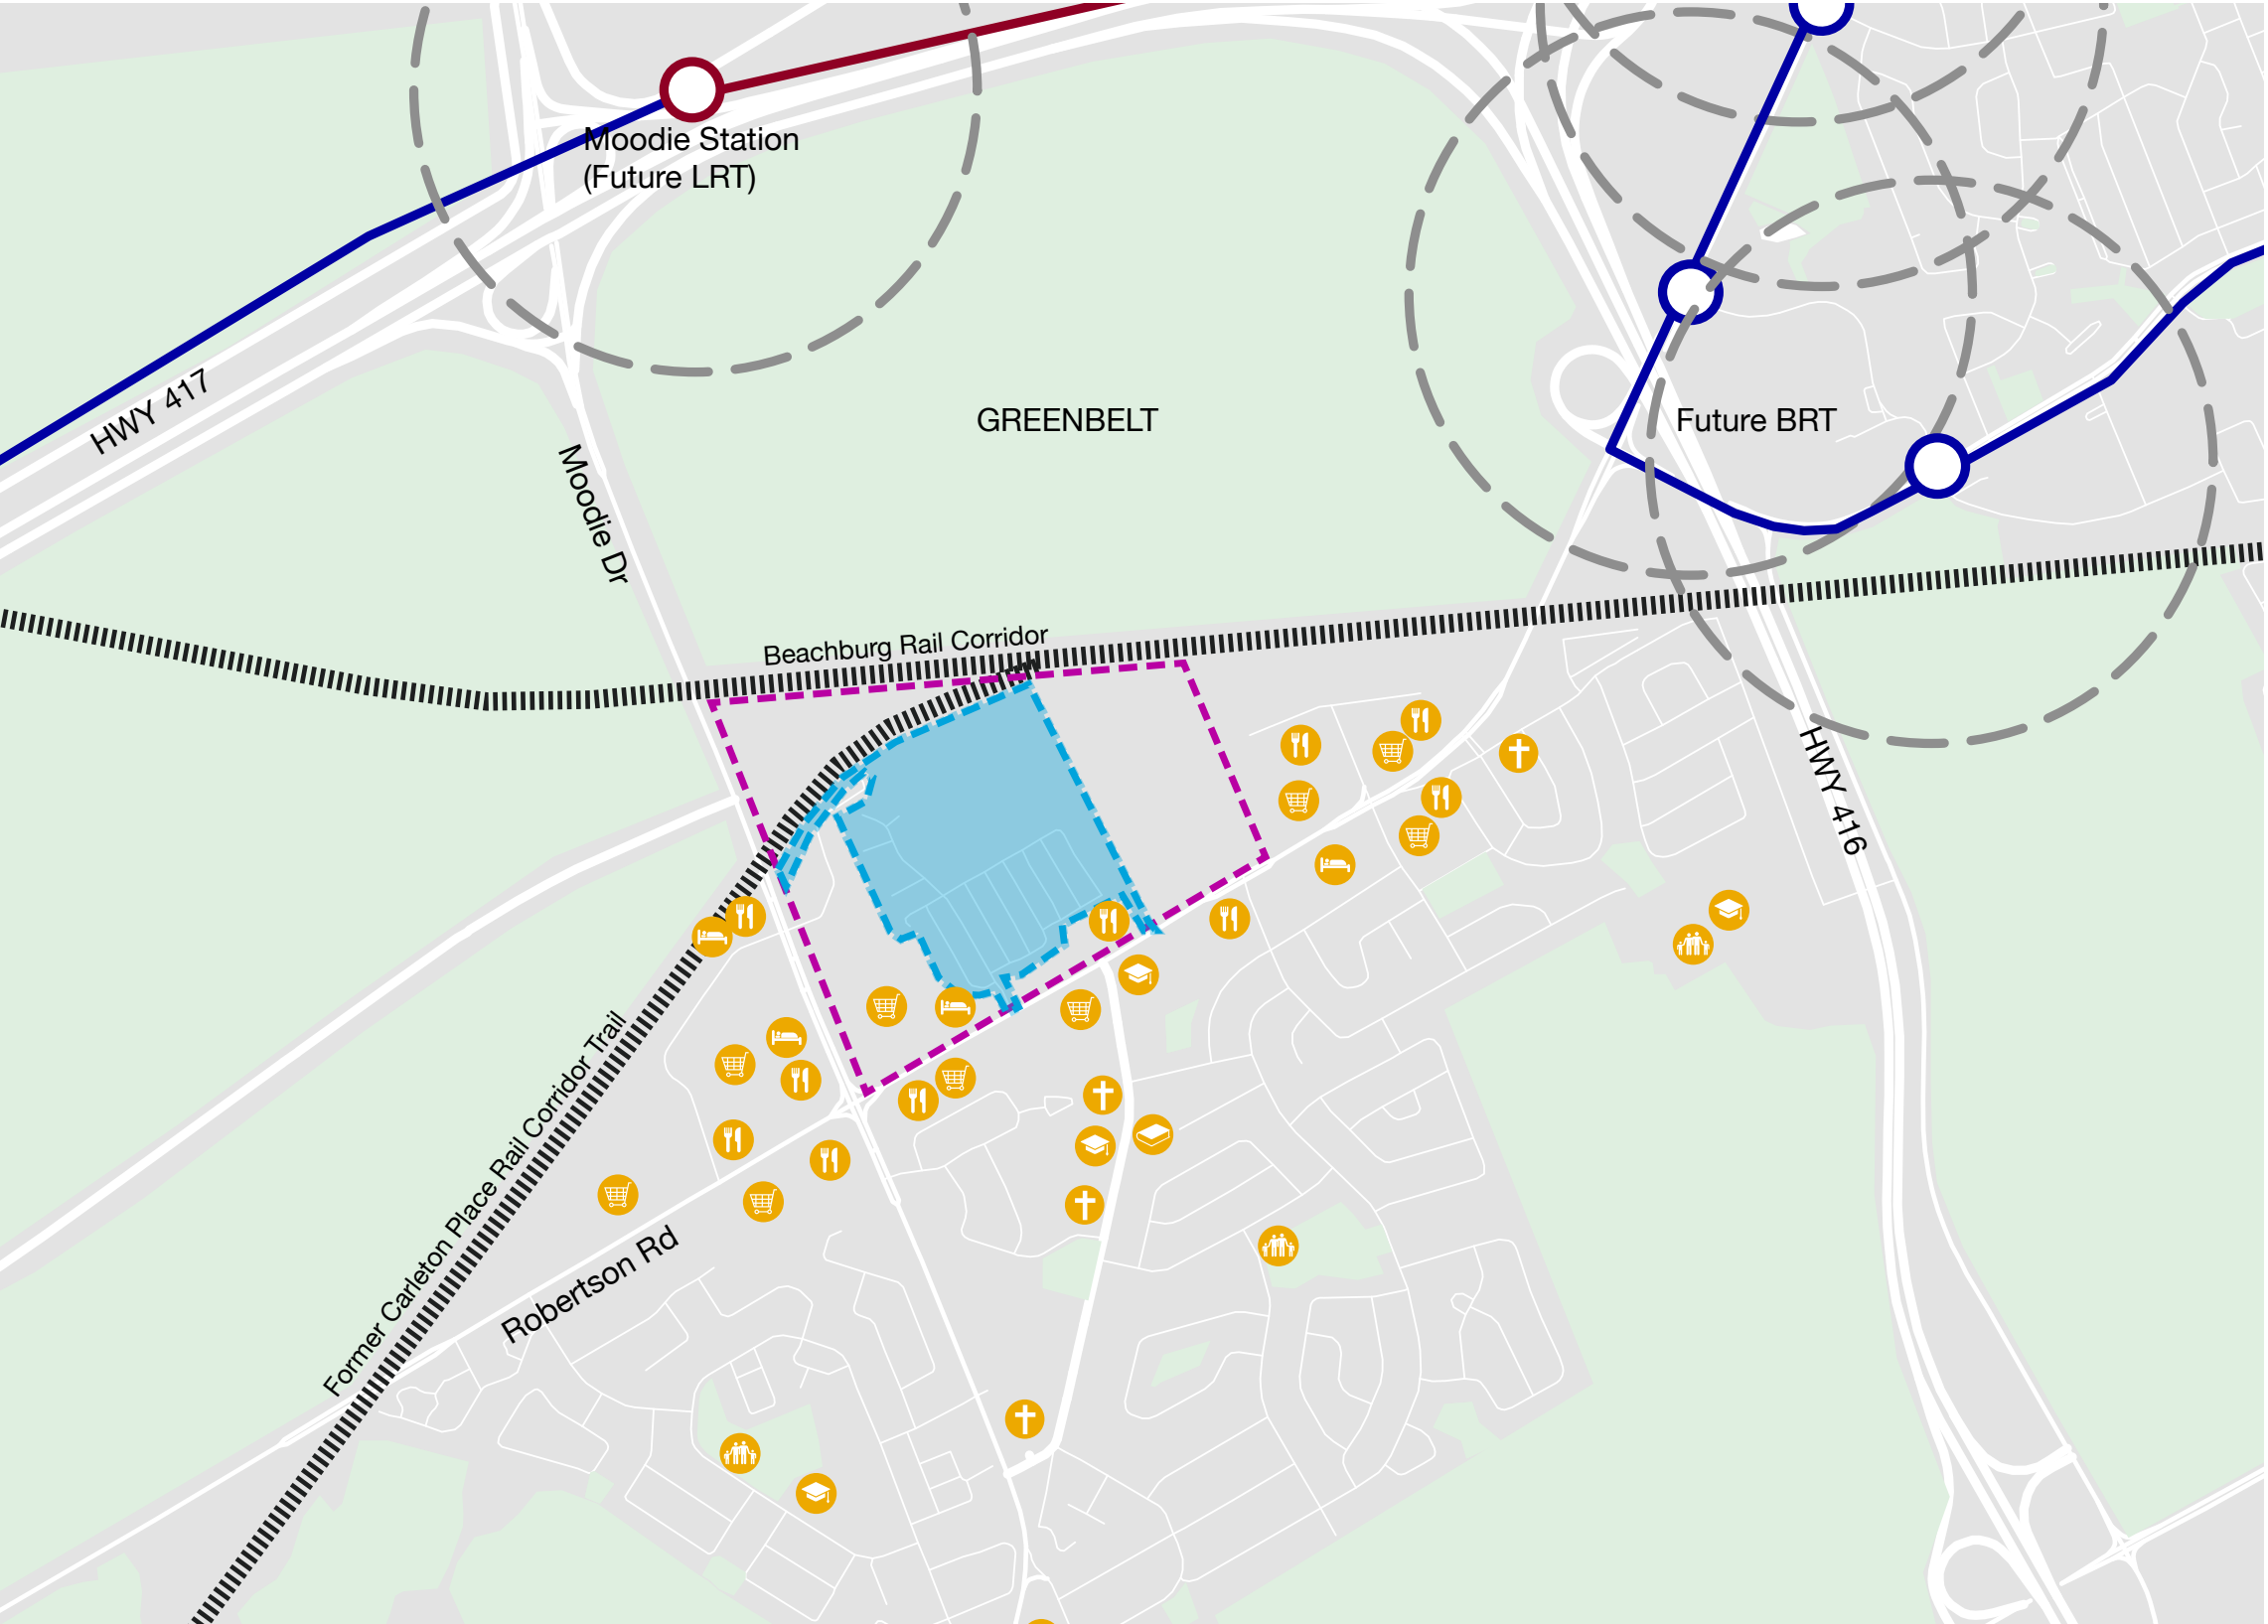 Moodie Station
(Future LRT)
HWY 417
GREENBELT
Future BRT
Moodie Dr
Beachburg Rail Corridor
HWY 416
Former Carleton Place Rail Corridor Trail
Robertson Rd